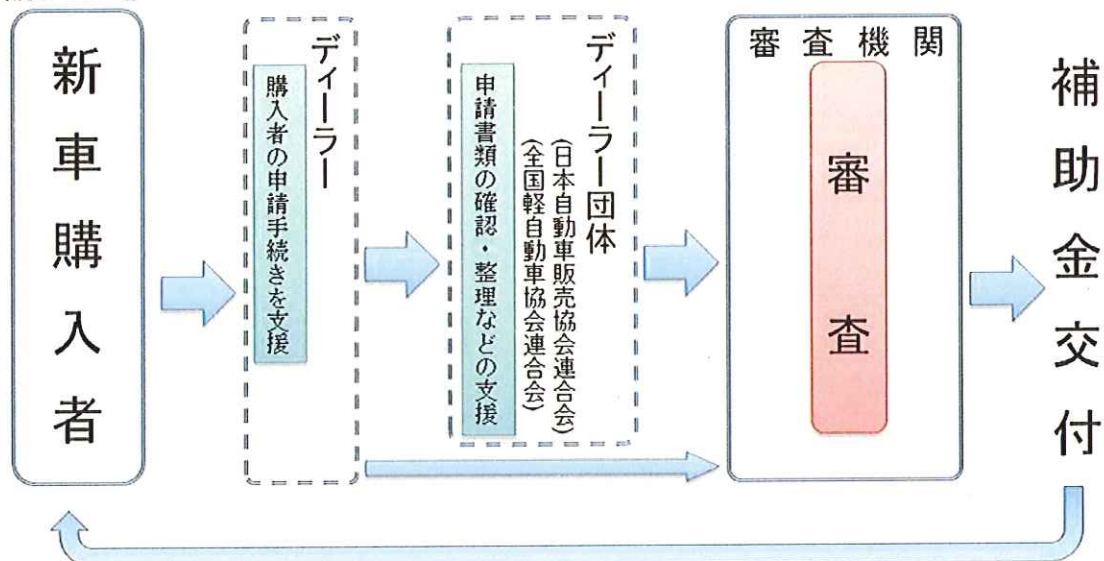 新車購入者
ディーラー
購入者の申請手続きを支援
ディーラー団体
(日本自動車販売協会連合会)
(全国軽自動車協会連合会)
申請書類の確認・整理などの支援
審査機関
審査
補助金交付